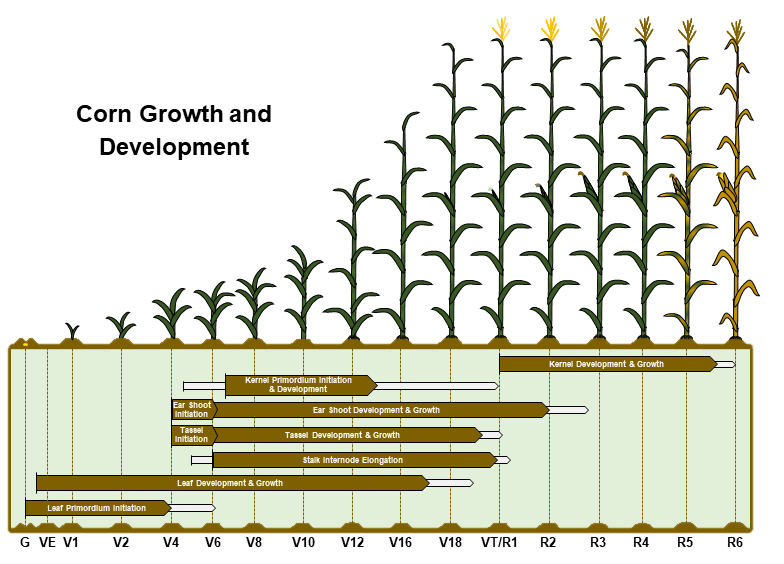 Corn Growth and
Development
Kernel Development & Growth
Kernel Primordium Initiation
& Development
Ear Shoot
Initiation
Ear Shoot Development & Growth
Tassel
Initiation
Tassel Development & Growth
Stalk Internode Elongation
Leaf Development & Growth
Leaf Primordium Initiation
G VE V1 V2 V4 V6 V8 V10 V12 V16 V18 VT/R1 R2 R3 R4 R5 R6